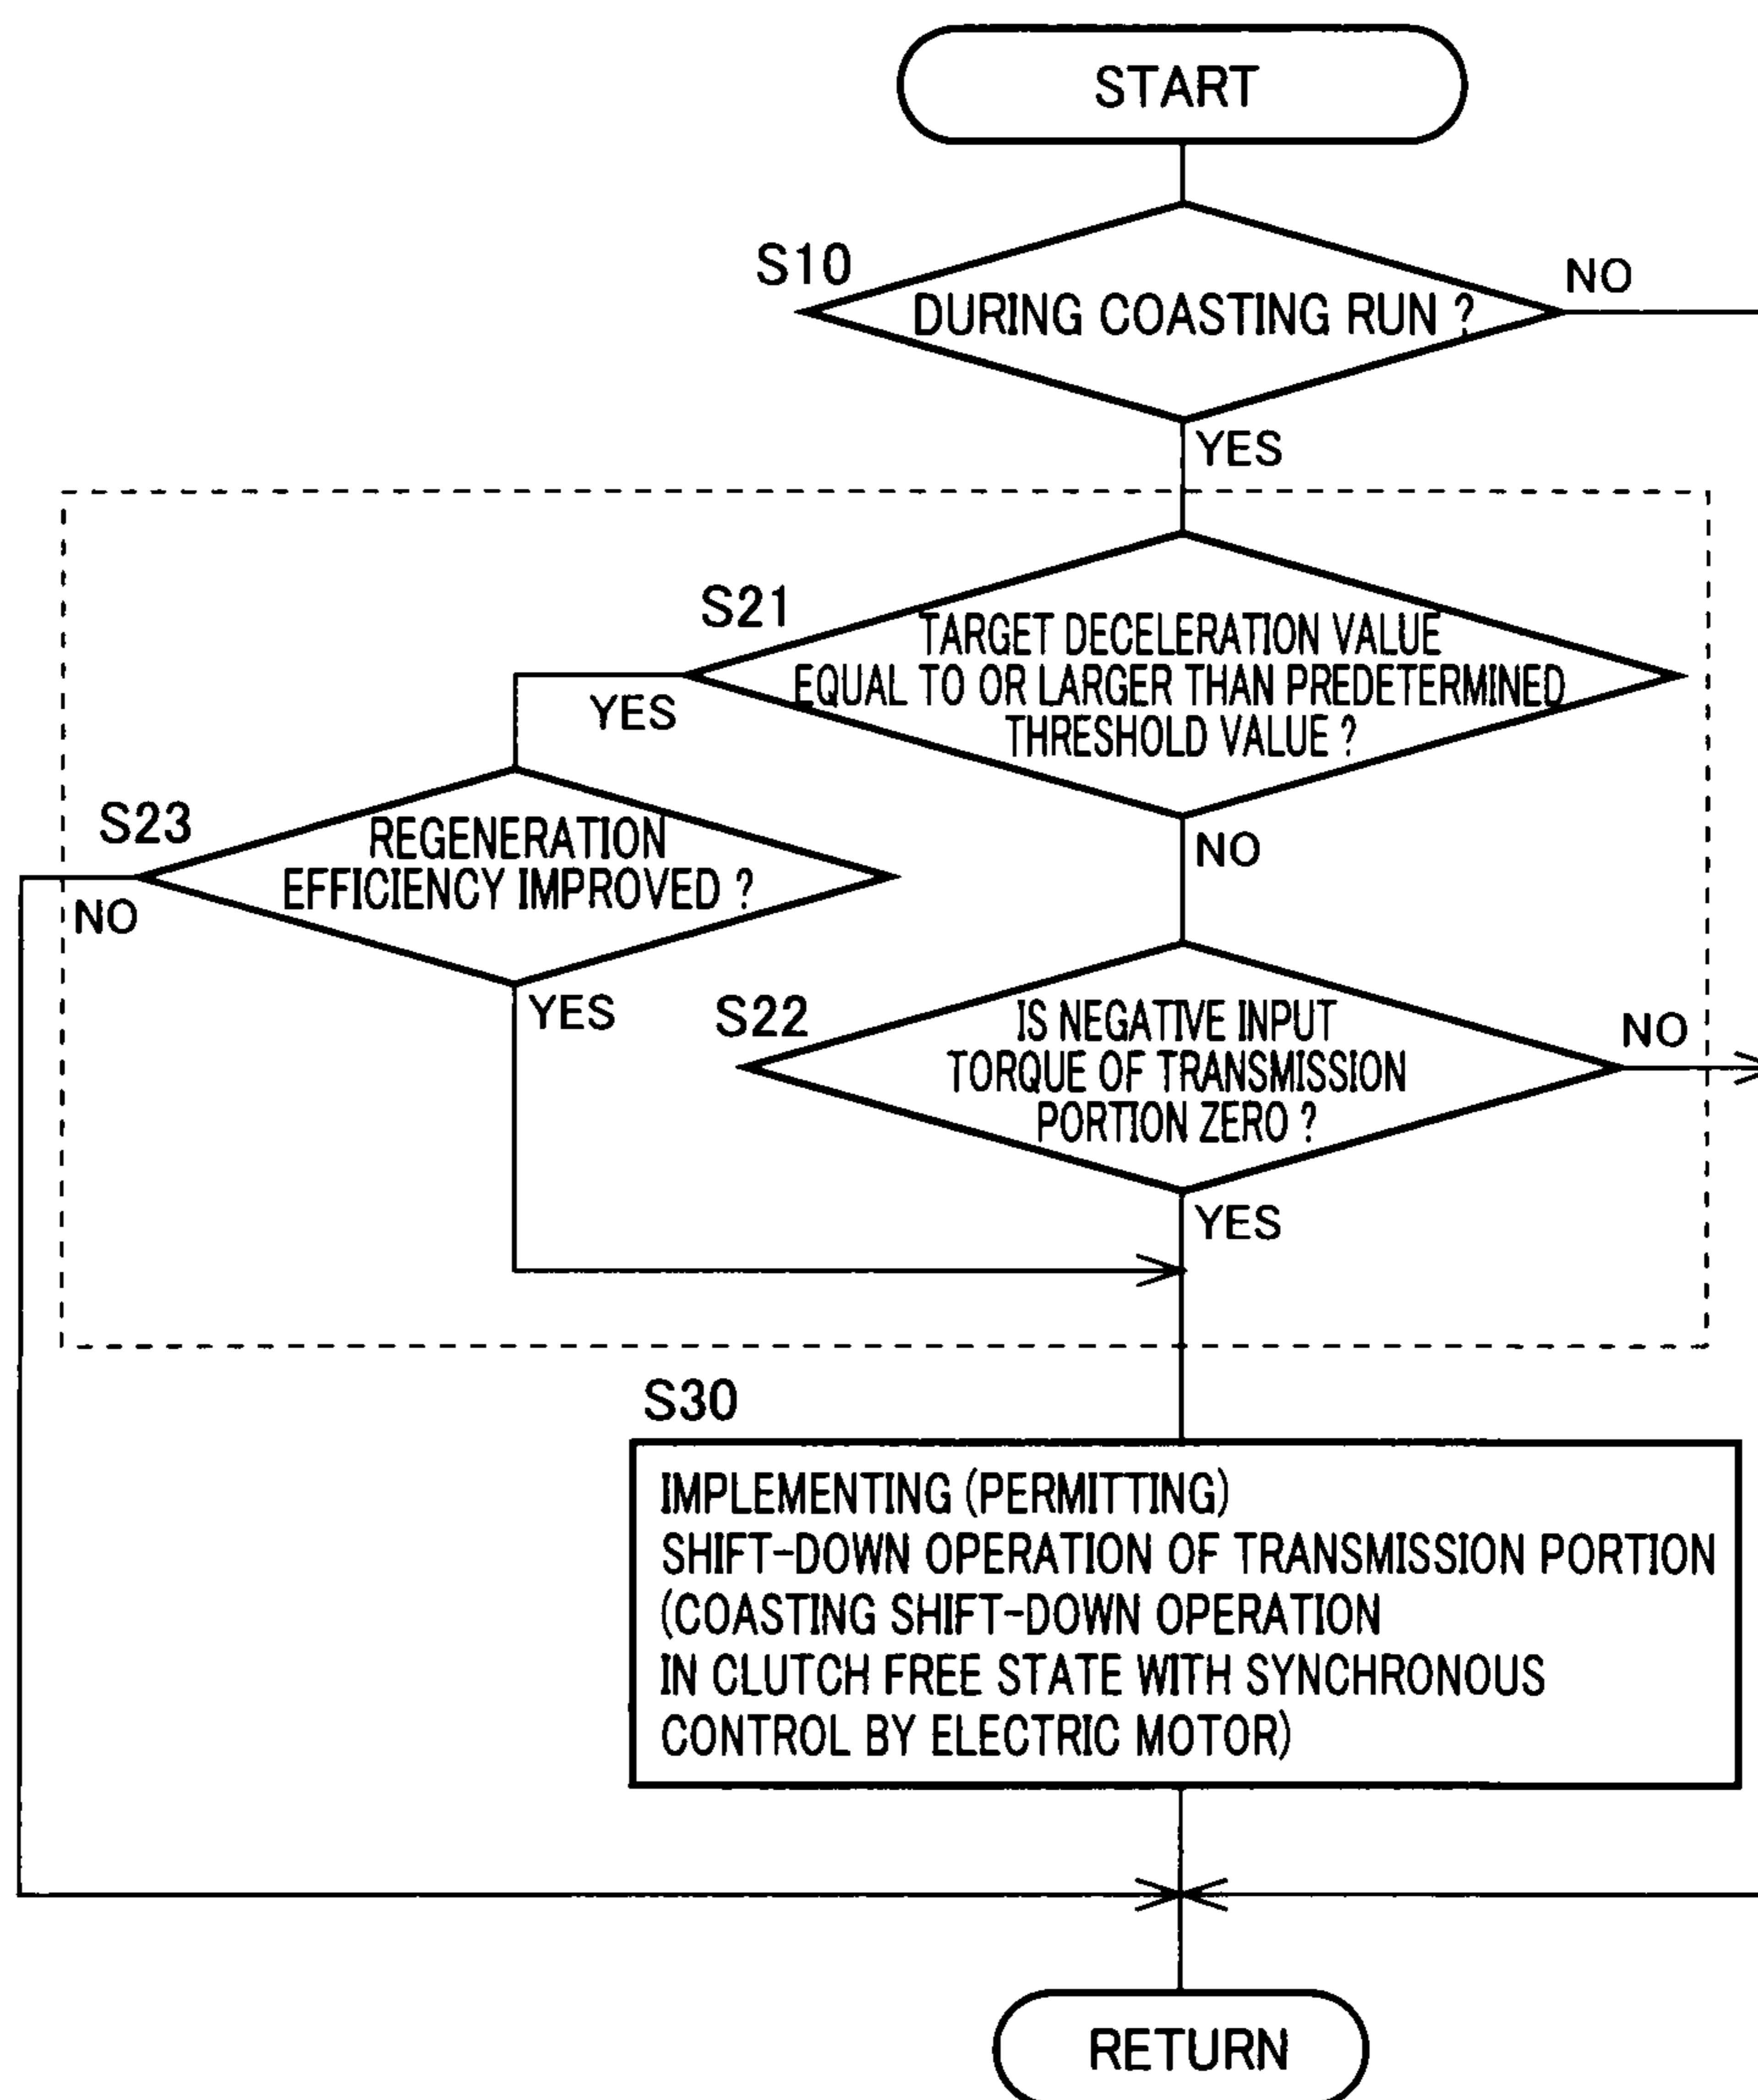 START
S10
DURING COASTING RUN ?
NO
YES
S21
TARGET DECELERATION VALUE
EQUAL TO OR LARGER THAN PREDETERMINED
THRESHOLD VALUE ?
YES
NO
S23
REGENERATION
EFFICIENCY IMPROVED ?
NO
YES
S22
IS NEGATIVE INPUT
TORQUE OF TRANSMISSION
PORTION ZERO ?
NO
YES
S30
IMPLEMENTING (PERMITTING)
SHIFT-DOWN OPERATION OF TRANSMISSION PORTION
(COASTING SHIFT-DOWN OPERATION
IN CLUTCH FREE STATE WITH SYNCHRONOUS
CONTROL BY ELECTRIC MOTOR)
RETURN